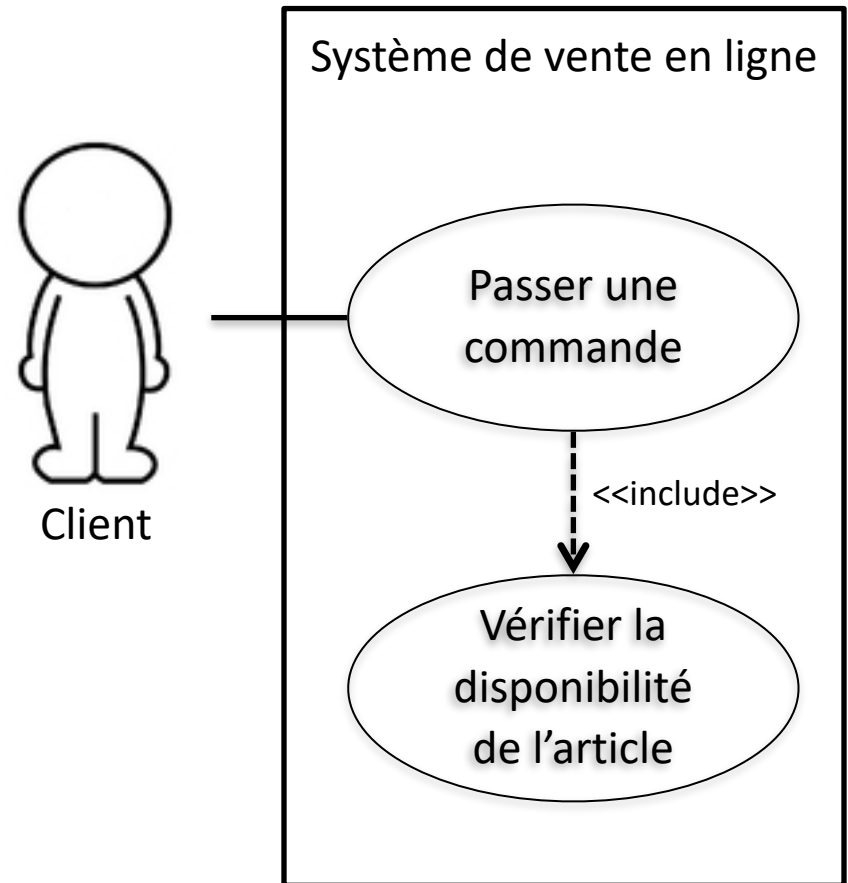 Système de vente en ligne
Passer une
commande
<<include>>
Client
Vérifier la
disponibilité
de l’article